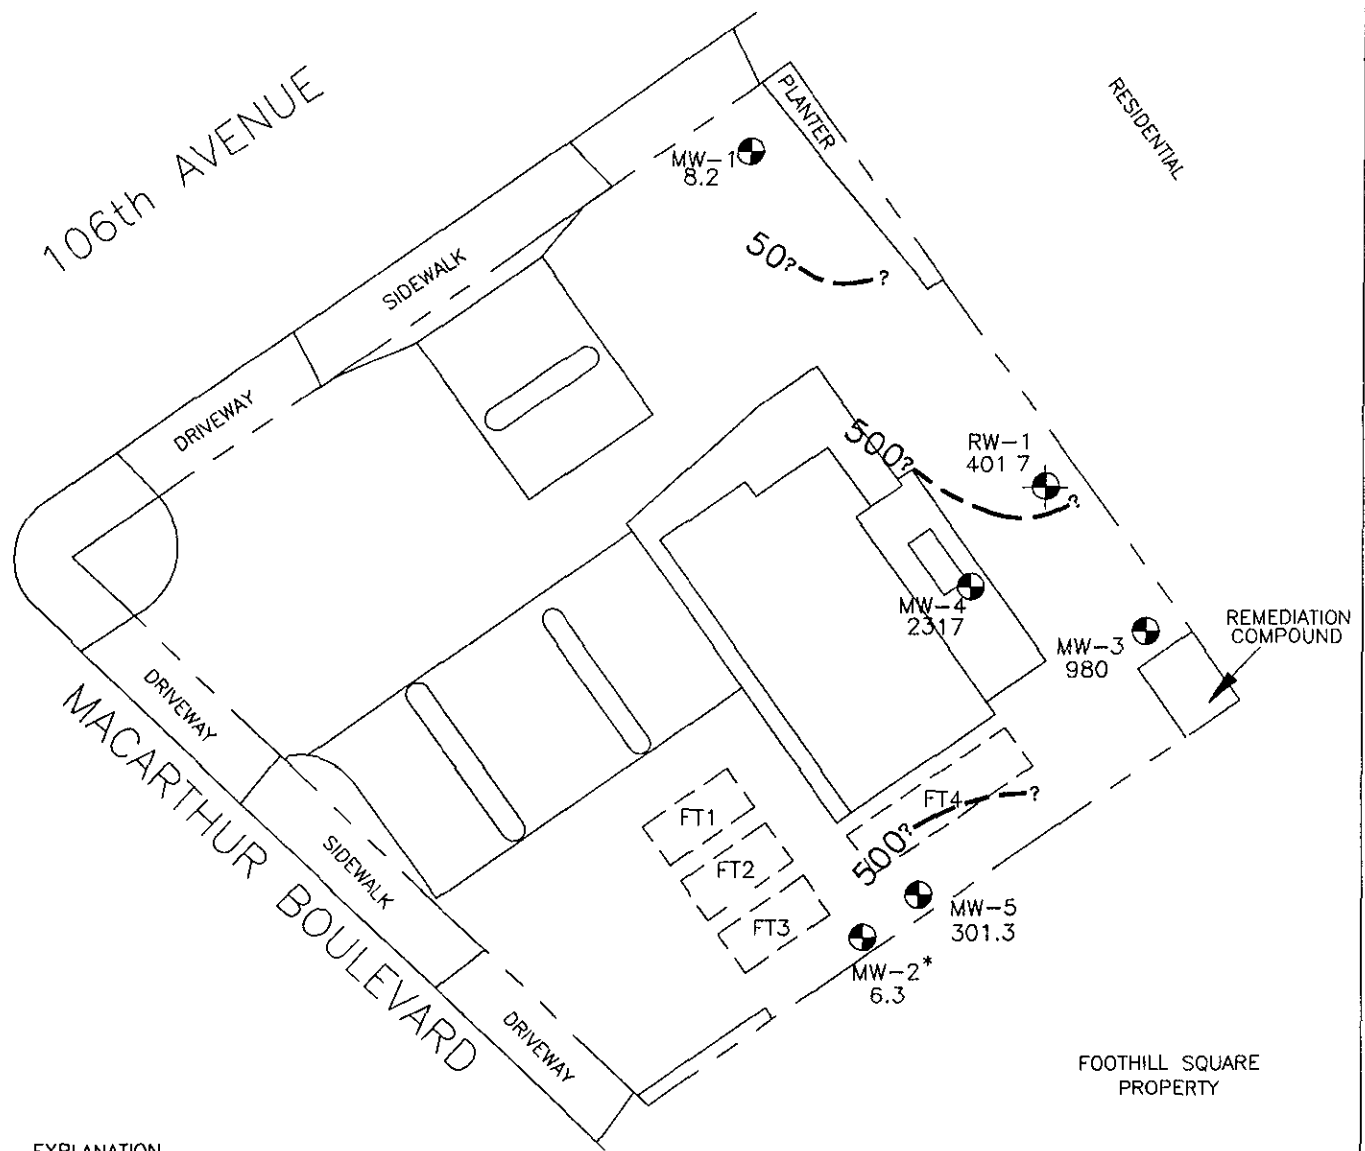 106th AVENUE
RESIDENTIAL
PLANTER
MW-1
8.2
50?
?
SIDEWALK
DRIVEWAY
500?
?
RW-1
401 7
MW-4
2317
MW-3
980
REMEDIATION
COMPOUND
DRIVEWAY
MACARTHUR BOULEVARD
SIDEWALK
DRIVEWAY
FT1
FT2
FT3
FT4
500?
?
MW-5
301.3
MW-2*
6.3
FOOTHILL SQUARE
PROPERTY
EXPLANATION